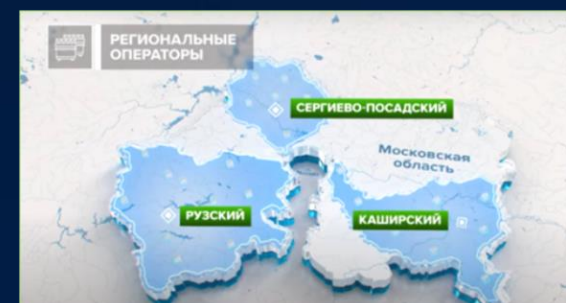 РЕГИОНАЛЬНЫЕ
ОПЕРАТОРЫ
СЕРГИЕВО-ПОСАДСКИЙ
Московская
область
РУЗСКИЙ
КАШИРСКИЙ